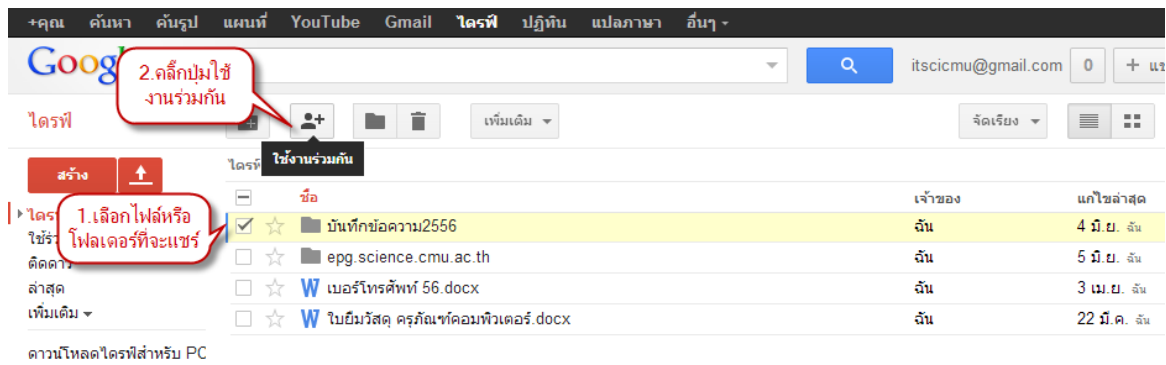 +คุณ ค้นหา ค้นรูป แผนที่ YouTube Gmail ไดรฟ์ ปฏิทิน แปลภาษา อื่นๆ
Goog itscicmu@gmail.com 0 +
2.คลิ๊กปุ่มใช้
งานร่วมกัน
ไดรฟ์ เพิ่มเติม จัดเรียง
ใช้งานร่วมกัน
สร้าง ไดรฟ์
ชื่อ เจ้าของ แก้ไขล่าสุด
1.เลือกไฟล์หรือ
โฟลเดอร์ที่จะแชร์
บันทึกข้อความ2556 ฉัน 4 มิ.ย. ฉัน
epg.science.cmu.ac.th ฉัน 5 มิ.ย. ฉัน
ติดดาว
ล่าสุด เบอร์โทรศัพท์ 56.docx ฉัน 3 เม.ย. ฉัน
เพิ่มเติม ใบยืมวัสดุ ครุภัณฑ์คอมพิวเตอร์.docx ฉัน 22 มี.ค. ฉัน
ดาวน์โหลดไดรฟ์สำหรับ PC